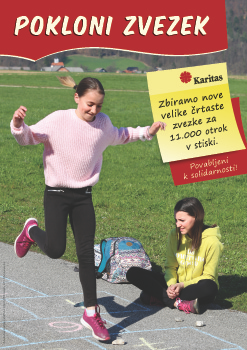 POKLONI ZVEZEK
Karitas
Zbiramo nove
velike črtaste
zvezke za
11.000 otrok
v stiski.
Povabljeni
k solidarnosti!